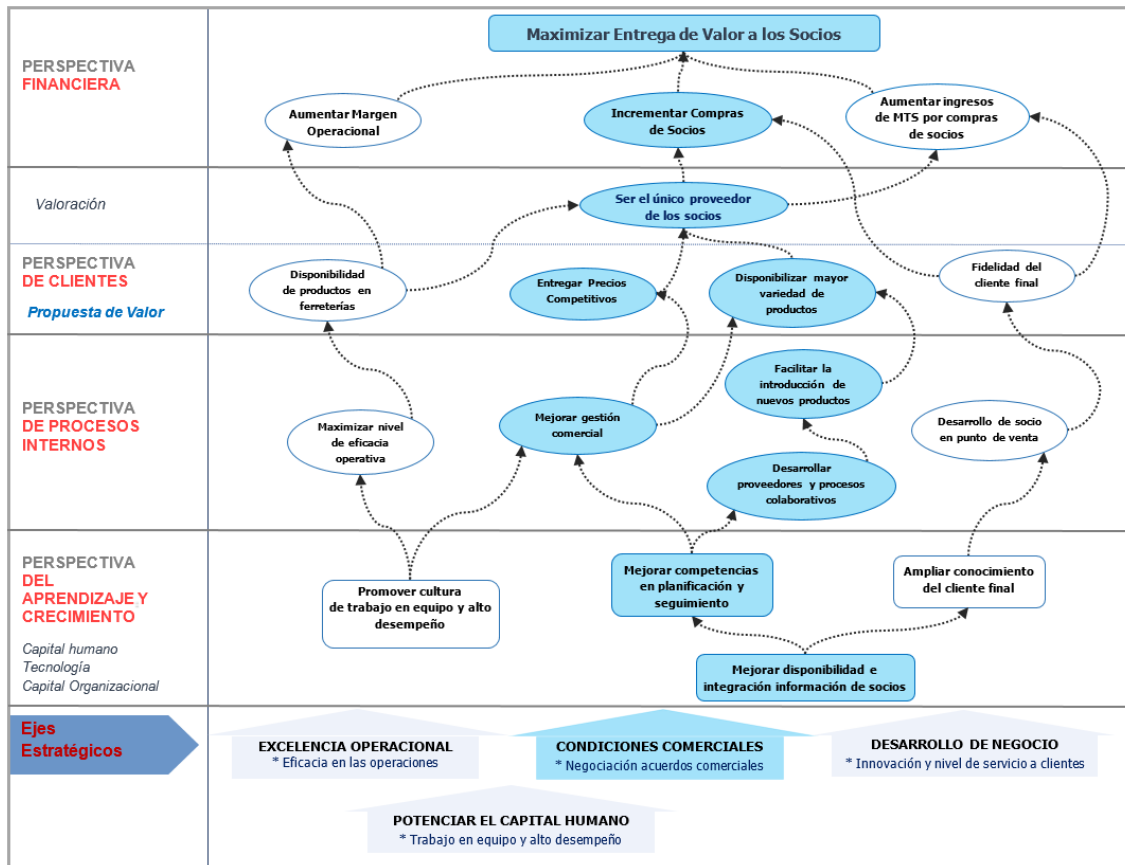 Maximizar Entrega de Valor a los Socios
PERSPECTIVA
FINANCIERA
Aumentar Margen
Operacional
Incrementar Compras
de Socios
Aumentar ingresos
de MTS por compras
de socios
Valoración
Ser el único proveedor
de los socios
PERSPECTIVA
DE CLIENTES
Propuesta de Valor
Disponibilidad
de productos en
ferreterías
Entregar Precios
Competitivos
Disponibilizar mayor
variedad de
productos
Fidelidad del
cliente final
PERSPECTIVA
DE PROCESOS
INTERNOS
Maximizar nivel
de eficacia
operativa
Mejorar gestión
comercial
Facilitar la
introducción de
nuevos productos
Desarrollar
proveedores y procesos
colaborativos
Desarrollo de socio
en punto de venta
PERSPECTIVA
DEL
APRENDIZAJE Y
CRECIMIENTO
Capital humano
Tecnología
Capital Organizacional
Promover cultura
de trabajo en equipo y alto
desempeño
Mejorar competencias
en planificación y
seguimiento
Ampliar conocimiento
del cliente final
Mejorar disponibilidad e
integración información de socios
Ejes
Estratégicos
EXCELENCIA OPERACIONAL
* Eficacia en las operaciones
CONDICIONES COMERCIALES
* Negociación acuerdos comerciales
DESARROLLO DE NEGOCIO
* Innovación y nivel de servicio a clientes
POTENCIAR EL CAPITAL HUMANO
* Trabajo en equipo y alto desempeño